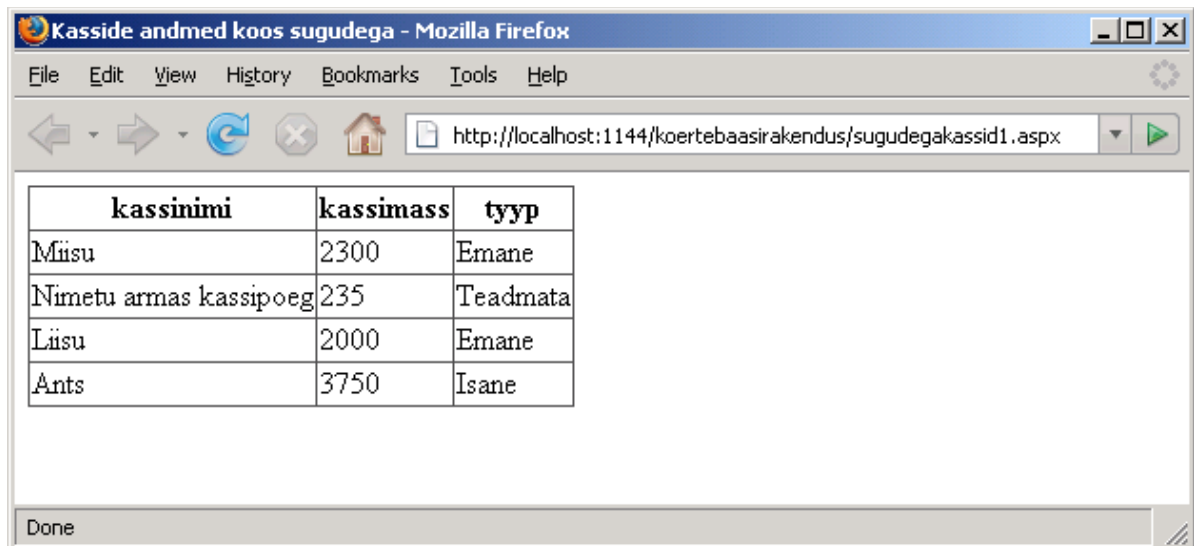 Kasside andmed koos sugudega - Mozilla Firefox
File Edit View History Bookmarks Tools Help
http://localhost:1144/koertebaasirakendus/sugudegakassid1.aspx
kassinimi kassimass tyyp
Miisu 2300 Emane
Nimetu armas kassipoeg 235 Teadmata
Liisu 2000 Emane
Ants 3750 Isane
Done